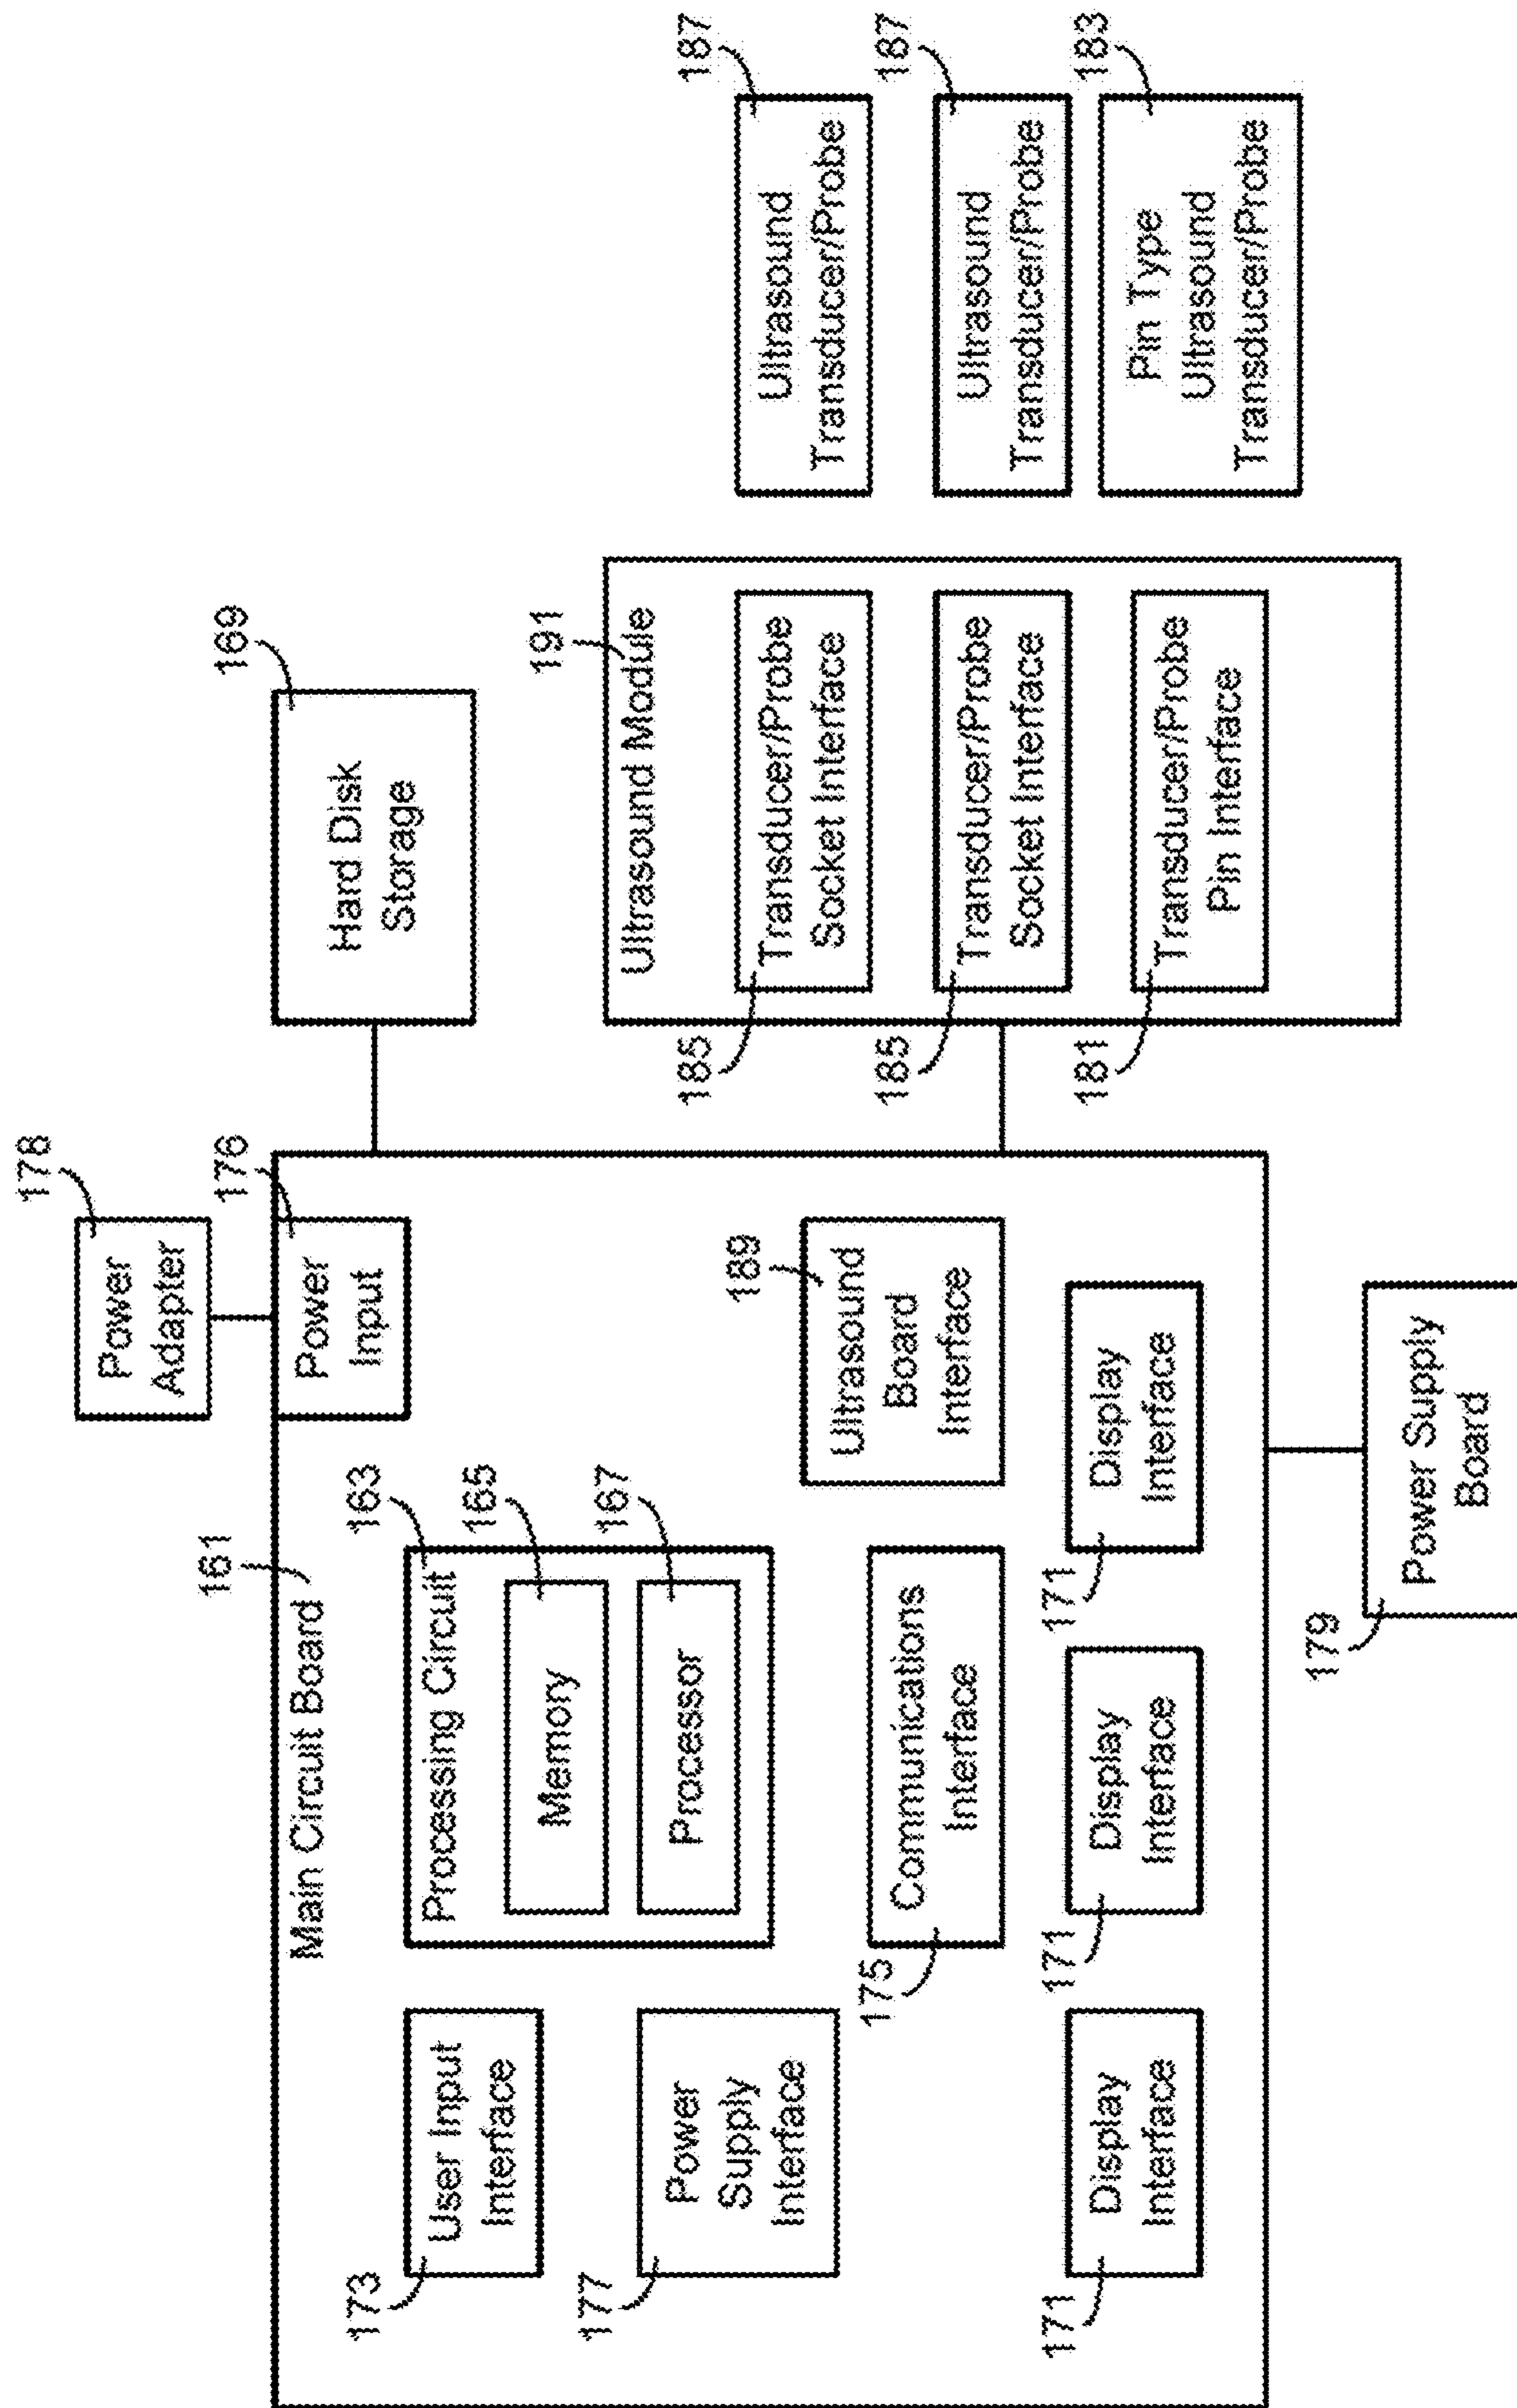 178
Power
Adapter
161
176
Main Circuit Board
Power
Input
169
Hard Disk
Storage
173
User Input
Interface
163
Processing Circuit
165
Memory
167
Processor
177
Power
Supply
Interface
189
Ultrasound
Board
Interface
175
Communications
Interface
171
Display
Interface
171
Display
Interface
171
Display
Interface
179
Power Supply
Board
191
Ultrasound Module
185
Transducer/Probe
Socket Interface
185
Transducer/Probe
Socket Interface
181
Transducer/Probe
Pin Interface
187
Ultrasound
Transducer/Probe
187
Ultrasound
Transducer/Probe
183
Pin Type
Ultrasound
Transducer/Probe